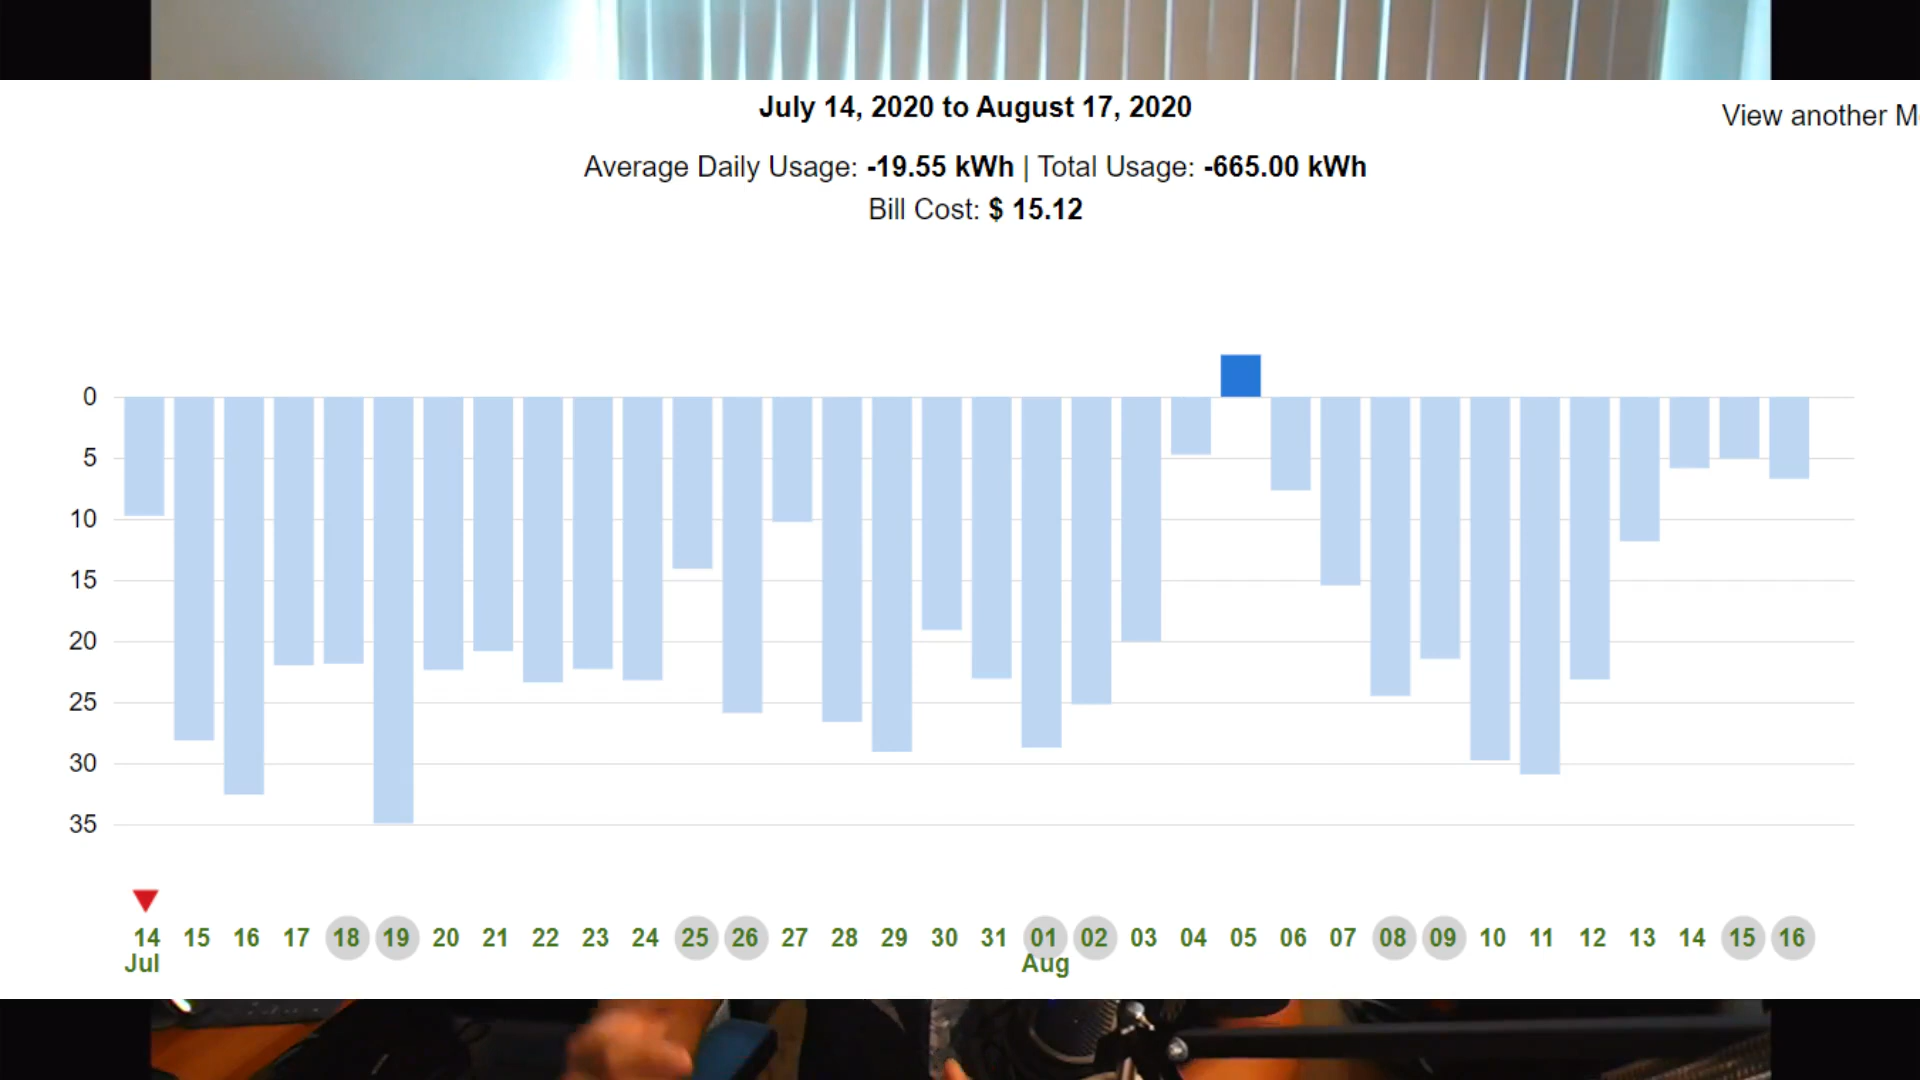 July 14, 2020 to August 17, 2020
View another M
Average Daily Usage: -19.55 kWh | Total Usage: -665.00 kWh
Bill Cost: $ 15.12
0
5
10
15
20
25
30
35
14 15 16 17 18 19 20 21 22 23 24 25 26 27 28 29 30 31 01 02 03 04 05 06 07 08 09 10 11 12 13 14 15 16
Jul Aug